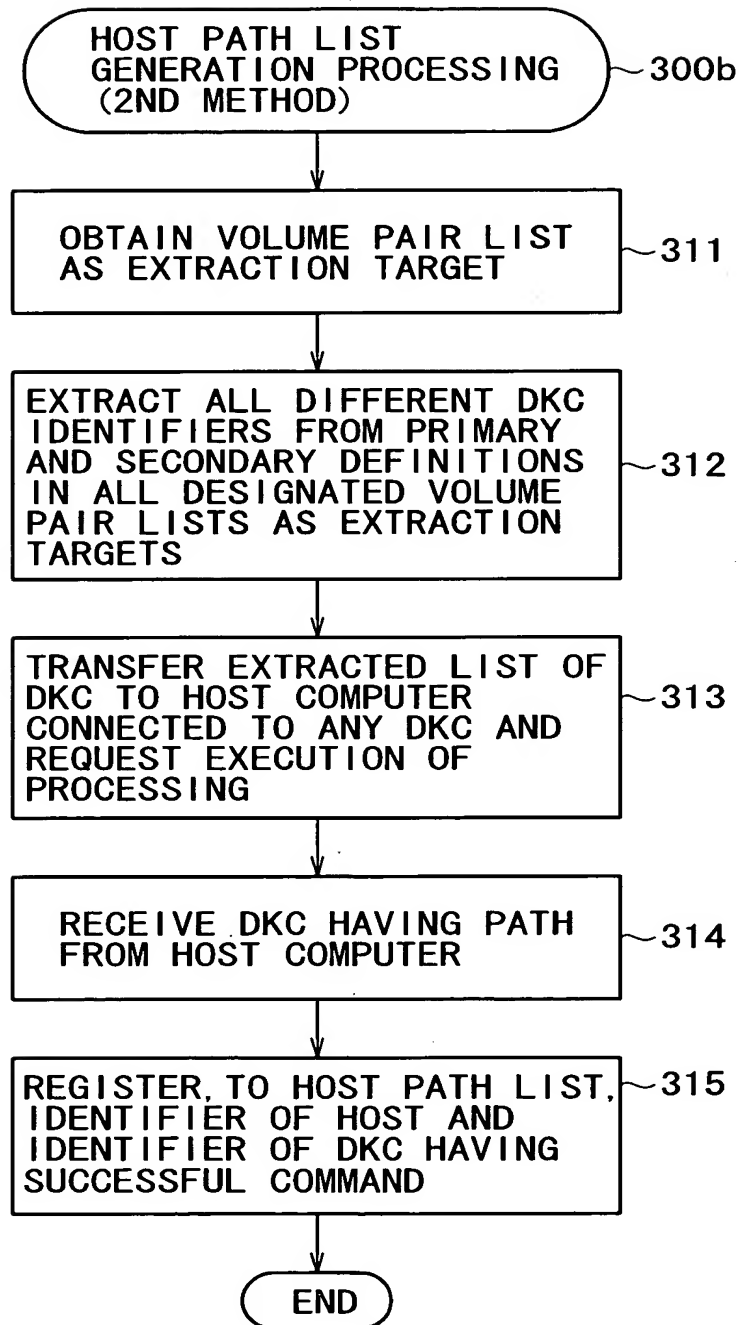 HOST PATH LIST
GENERATION PROCESSING
(2ND METHOD)
300b
OBTAIN VOLUME PAIR LIST
AS EXTRACTION TARGET
311
EXTRACT ALL DIFFERENT DKC
IDENTIFIERS FROM PRIMARY
AND SECONDARY DEFINITIONS
IN ALL DESIGNATED VOLUME
PAIR LISTS AS EXTRACTION
TARGETS
312
TRANSFER EXTRACTED LIST OF
DKC TO HOST COMPUTER
CONNECTED TO ANY DKC AND
REQUEST EXECUTION OF
PROCESSING
313
RECEIVE DKC HAVING PATH
FROM HOST COMPUTER
314
REGISTER, TO HOST PATH LIST,
IDENTIFIER OF HOST AND
IDENTIFIER OF DKC HAVING
SUCCESSFUL COMMAND
315
END